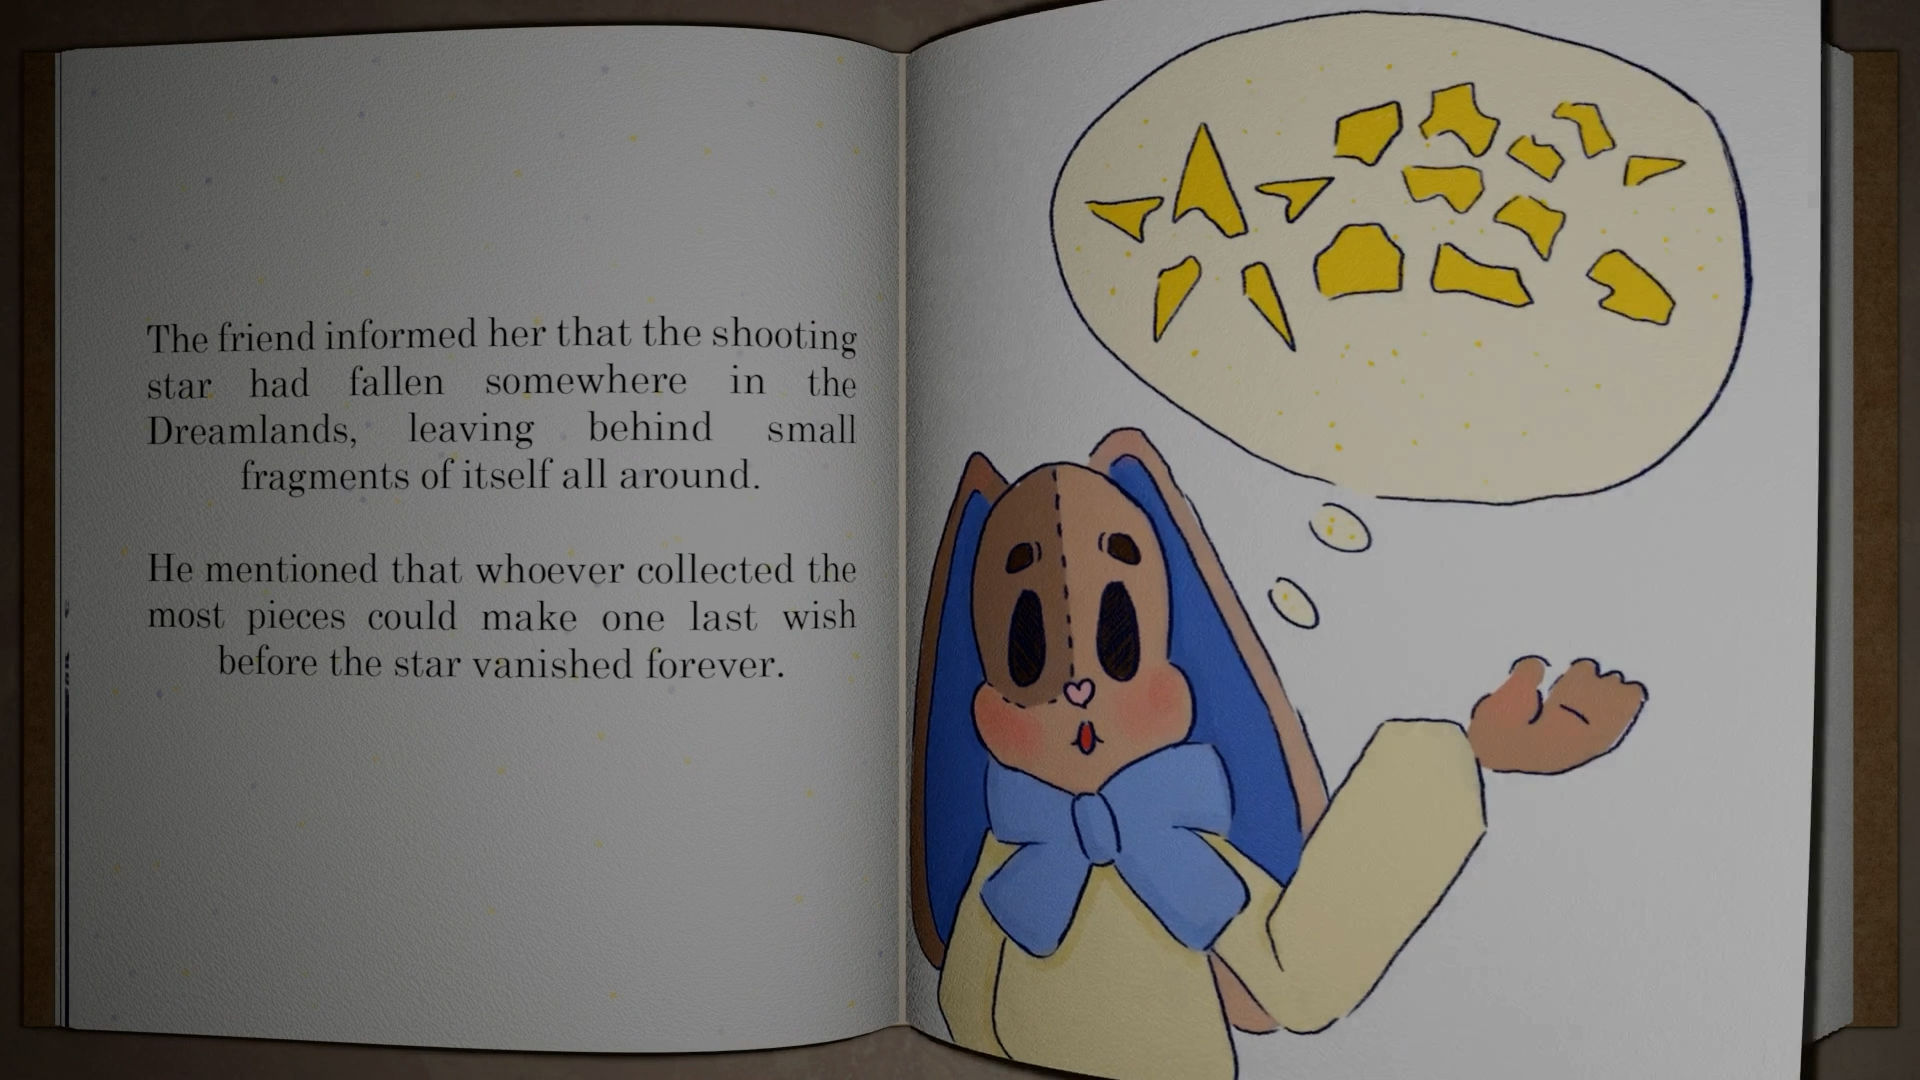 The friend informed her that the shooting
star had fallen somewhere in the
Dreamlands, leaving behind small
fragments of itself all around.
He mentioned that whoever collected the
most pieces could make one last wish
before the star vanished forever.